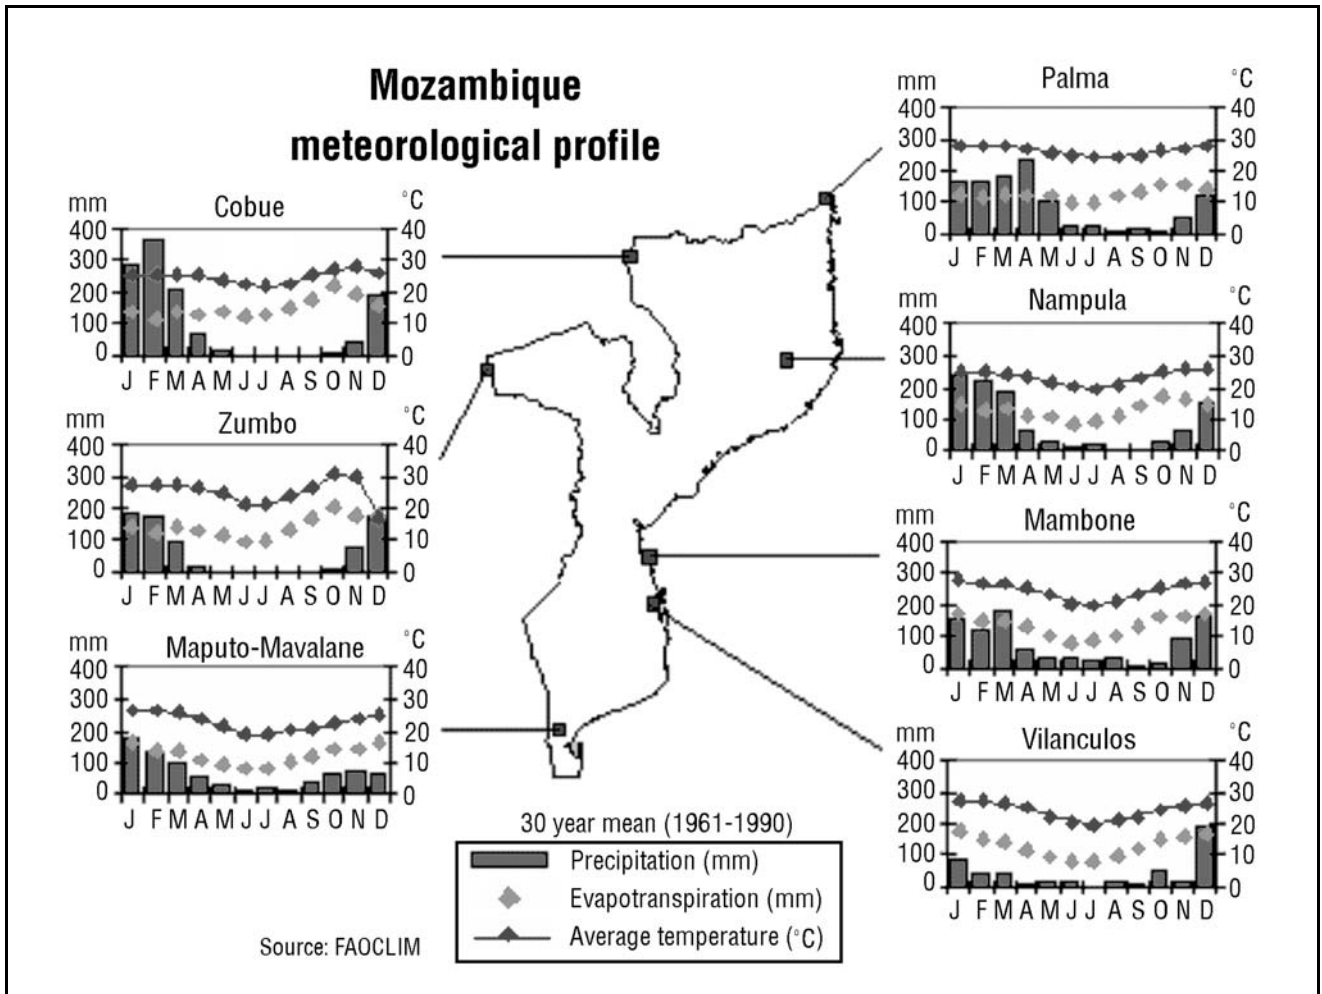 Mozambique
meteorological profile
Cobue
mm
°C
400
300
200
100
0
40
30
20
10
0
J F M A M J J A S O N D
Zumbo
mm
°C
400
300
200
100
0
40
30
20
10
0
J F M A M J J A S O N D
Maputo-Mavalane
mm
°C
400
300
200
100
0
40
30
20
10
0
J F M A M J J A S O N D
Palma
mm
°C
400
300
200
100
0
40
30
20
10
0
J F M A M J J A S O N D
Nampula
mm
°C
400
300
200
100
0
40
30
20
10
0
J F M A M J J A S O N D
Mambone
mm
°C
400
300
200
100
0
40
30
20
10
0
J F M A M J J A S O N D
Vilanculos
mm
°C
400
300
200
100
0
40
30
20
10
0
J F M A M J J A S O N D
30 year mean (1961-1990)
Precipitation (mm)
Evapotranspiration (mm)
Average temperature (°C)
Source: FAOCLIM